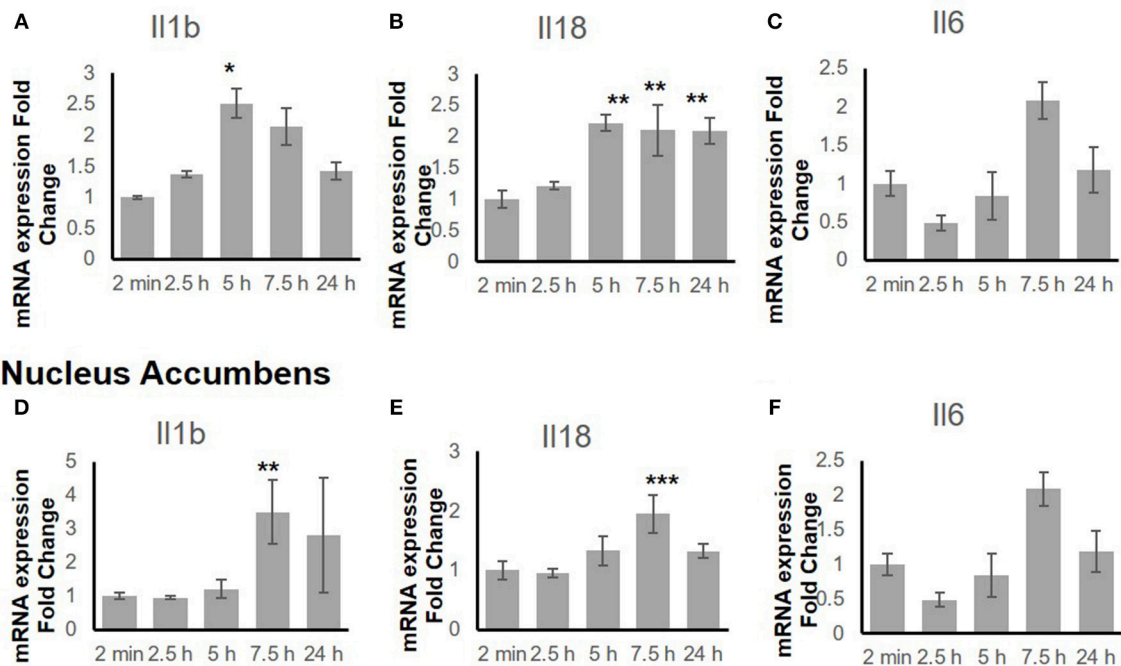 A
Il1b
mRNA expression Fold
Change
3
2.5
2
1.5
1
0.5
0
*
2 min 2.5 h 5 h 7.5 h 24 h
B
Il18
mRNA expression Fold
Change
3
2.5
2
1.5
1
0.5
0
** ** **
2 min 2.5 h 5 h 7.5 h 24 h
C
Il6
mRNA expression Fold
Change
2.5
2
1.5
1
0.5
0
2 min 2.5 h 5 h 7.5 h 24 h
Nucleus Accumbens
D
Il1b
mRNA expression
Fold Change
5
4
3
2
1
0
**
2 min 2.5 h 5 h 7.5 h 24 h
E
Il18
mRNA expression
Fold Change
3
2
1
0
***
2 min 2.5 h 5 h 7.5 h 24 h
F
Il6
mRNA expression
Fold Change
2.5
2
1.5
1
0.5
0
2 min 2.5 h 5 h 7.5 h 24 h